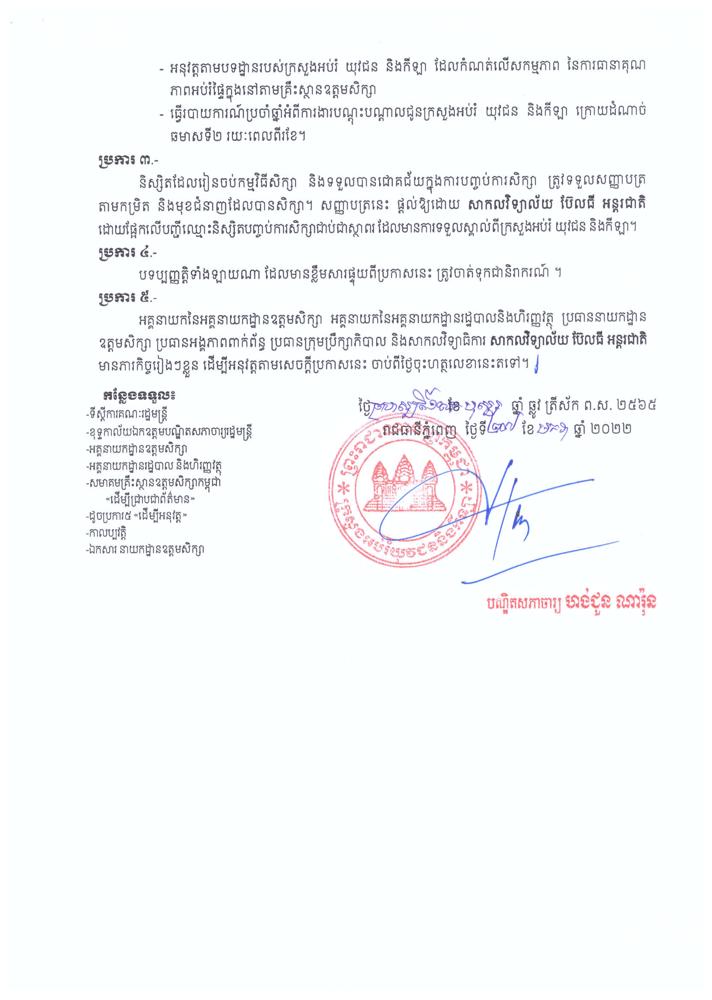 - អនុវត្តតាមបទដ្ឋានរបស់ក្រសួងអប់រំ យុវជន និងកីឡា ដែលកំណត់លើសកម្មភាព នៃការធានាគុណ
ភាពអប់រំផ្ទៃក្នុងនៅតាមគ្រឹះស្ថានឧត្តមសិក្សា
- ធ្វើរបាយការណ៍ប្រចាំឆ្នាំអំពីការងារបណ្តុះបណ្តាលជូនក្រសួងអប់រំ យុវជន និងកីឡា ក្រោយដំណាច់
ឆមាសទី២ រយៈពេលពីរខែ។
ប្រការ ៣.-
និស្សិតដែលរៀនចប់កម្មវិធីសិក្សា និងទទួលបានជោគជ័យក្នុងការបញ្ចប់ការសិក្សា ត្រូវទទួលសញ្ញាបត្រ
តាមកម្រិត និងមុខជំនាញដែលបានសិក្សា។ សញ្ញាបត្រនេះ ផ្តល់ឱ្យដោយ សាកលវិទ្យាល័យ ប៊ែលធី អន្តរជាតិ
ដោយផ្អែកលើបញ្ជីឈ្មោះនិស្សិតបញ្ចប់ការសិក្សាជាប់ជាស្ថាពរ ដែលមានការទទួលស្គាល់ពីក្រសួងអប់រំ យុវជន និងកីឡា។
ប្រការ ៤.-
បទប្បញ្ញត្តិទាំងឡាយណា ដែលមានខ្លឹមសារផ្ទុយពីប្រកាសនេះ ត្រូវចាត់ទុកជានិរាករណ៍ ។
ប្រការ ៥.-
អគ្គនាយកនៃអគ្គនាយកដ្ឋានឧត្តមសិក្សា អគ្គនាយកនៃអគ្គនាយកដ្ឋានរដ្ឋបាលនិងហិរញ្ញវត្ថុ ប្រធាននាយកដ្ឋាន
ឧត្តមសិក្សា ប្រធានអង្គភាពពាក់ព័ន្ធ ប្រធានក្រុមប្រឹក្សាភិបាល និងសាកលវិទ្យាធិការ សាកលវិទ្យាល័យ ប៊ែលធី អន្តរជាតិ
មានភារកិច្ចរៀងៗខ្លួន ដើម្បីអនុវត្តតាមសេចក្តីប្រកាសនេះ ចាប់ពីថ្ងៃចុះហត្ថលេខានេះតទៅ។
កន្លែងទទួល៖
-ទីស្តីការគណៈរដ្ឋមន្ត្រី
-ខុទ្ទកាល័យឯកឧត្តមបណ្ឌិតសភាចារ្យរដ្ឋមន្ត្រី
-អគ្គនាយកដ្ឋានឧត្តមសិក្សា
-អគ្គនាយកដ្ឋានរដ្ឋបាល និងហិរញ្ញវត្ថុ
-សមាគមគ្រឹះស្ថានឧត្តមសិក្សាកម្ពុជា
«ដើម្បីជ្រាបជាព័ត៌មាន»
-ដូចប្រការ៥ «ដើម្បីអនុវត្ត»
-កាលប្បវត្តិ
-ឯកសារ នាយកដ្ឋានឧត្តមសិក្សា
ថ្ងៃ ខែ ឆ្នាំ ឆ្លូវ ត្រីស័ក ព.ស. ២៥៦៥
រាជធានីភ្នំពេញ ថ្ងៃទី ខែ ឆ្នាំ ២០២២
ក្រសួងអប់រំយុវជននិងកីឡា
បណ្ឌិតសភាចារ្យ ហង់ជួន ណារ៉ុន